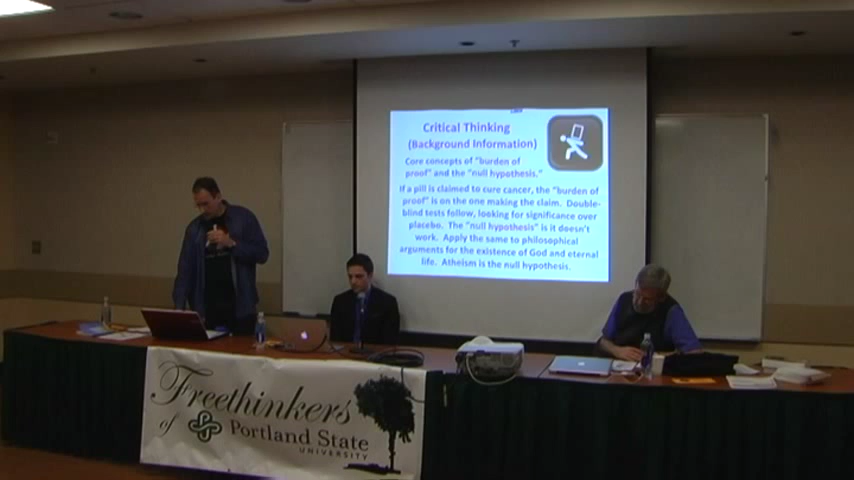 Critical Thinking
(Background Information)
Core concepts of "burden of
proof" and the "null hypothesis."
If a pill is claimed to cure cancer, the "burden of
proof" is on the one making the claim. Double-
blind tests follow, looking for significance over
placebo. The "null hypothesis" is it doesn't
work. Apply the same to philosophical
arguments for the existence of God and eternal
life. Atheism is the null hypothesis.
Freethinkers
of Portland State
UNIVERSITY